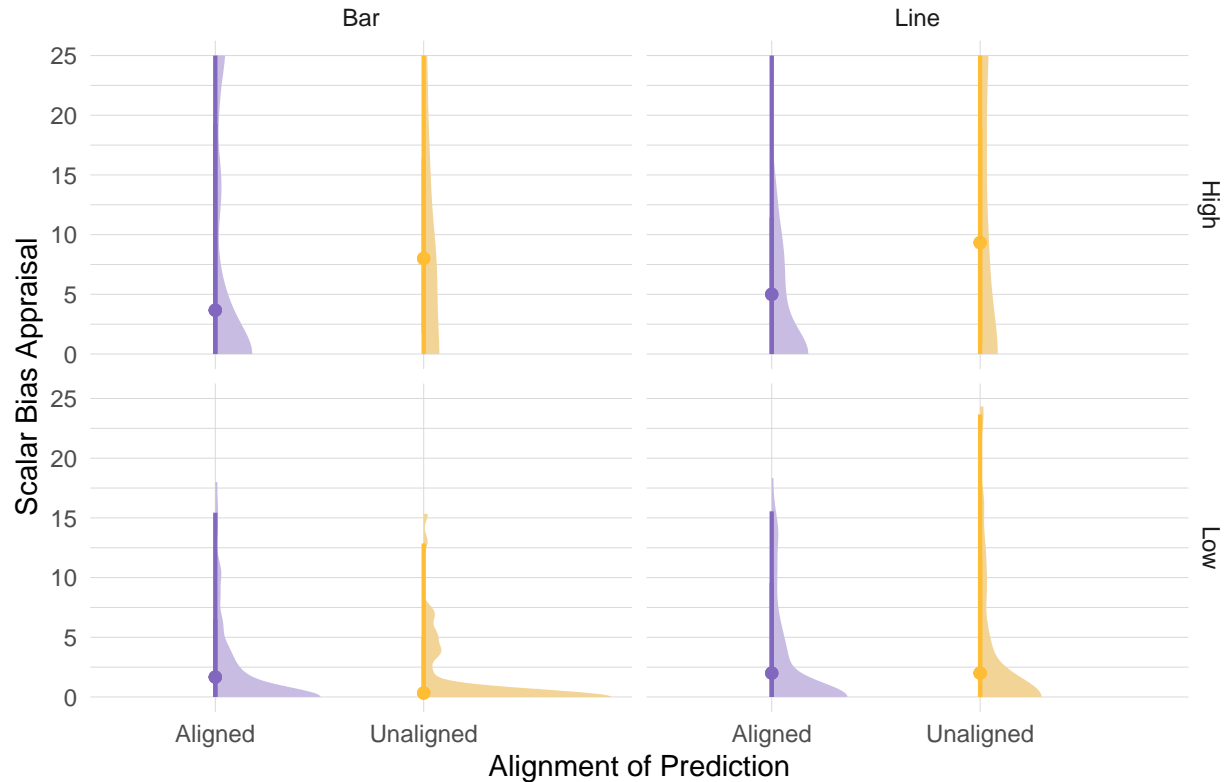 Bar
Line
Scalar Bias Appraisal
25
20
15
10
5
0
High
25
20
15
10
5
0
Low
Aligned
Unaligned
Aligned
Unaligned
Alignment of Prediction